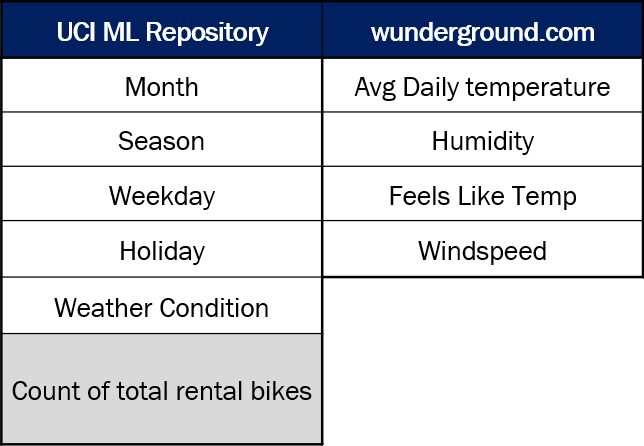 UCI ML Repository wunderground.com
Month Avg Daily temperature
Season Humidity
Weekday Feels Like Temp
Holiday Windspeed
Weather Condition
Count of total rental bikes